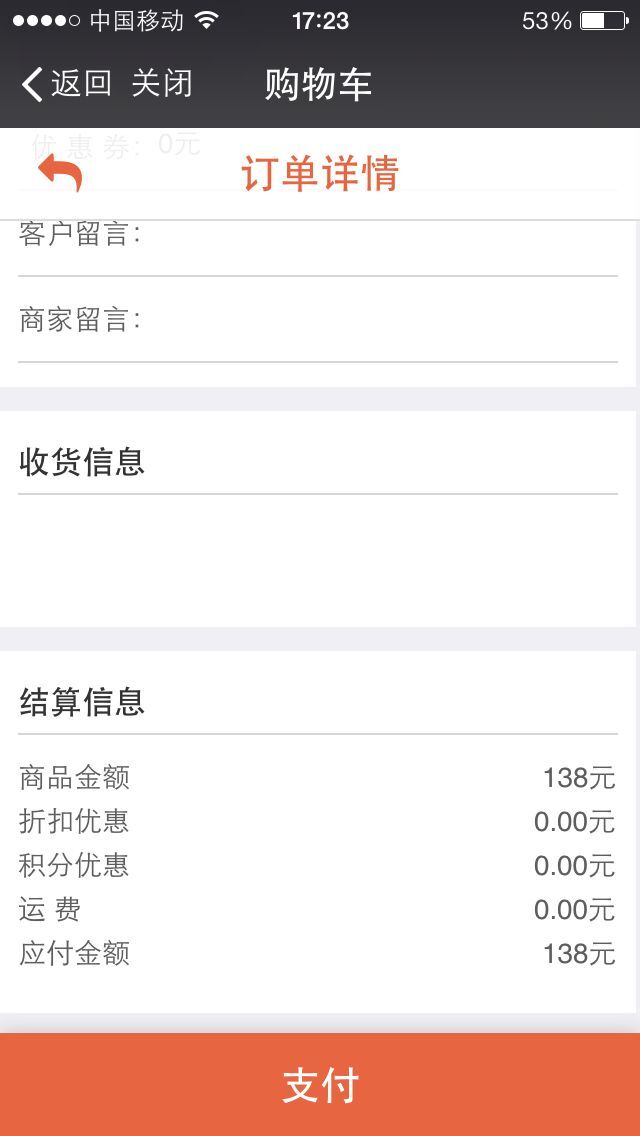 中国移动 17:23 53%
返回 关闭 购物车
优 惠 券： 0元
订单详情
客户留言：
商家留言：
收货信息
结算信息
商品金额 138元
折扣优惠 0.00元
积分优惠 0.00元
运 费 0.00元
应付金额 138元
支付